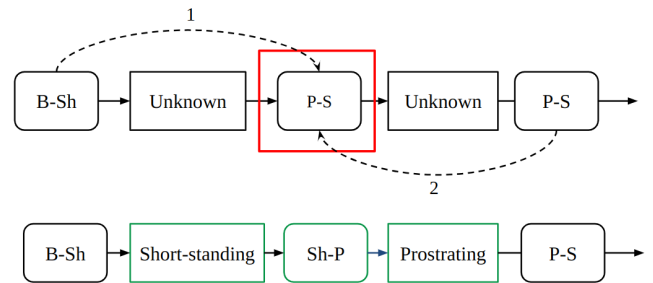 1
B-Sh
Unknown
P-S
Unknown
P-S
2
B-Sh
Short-standing
Sh-P
Prostrating
P-S